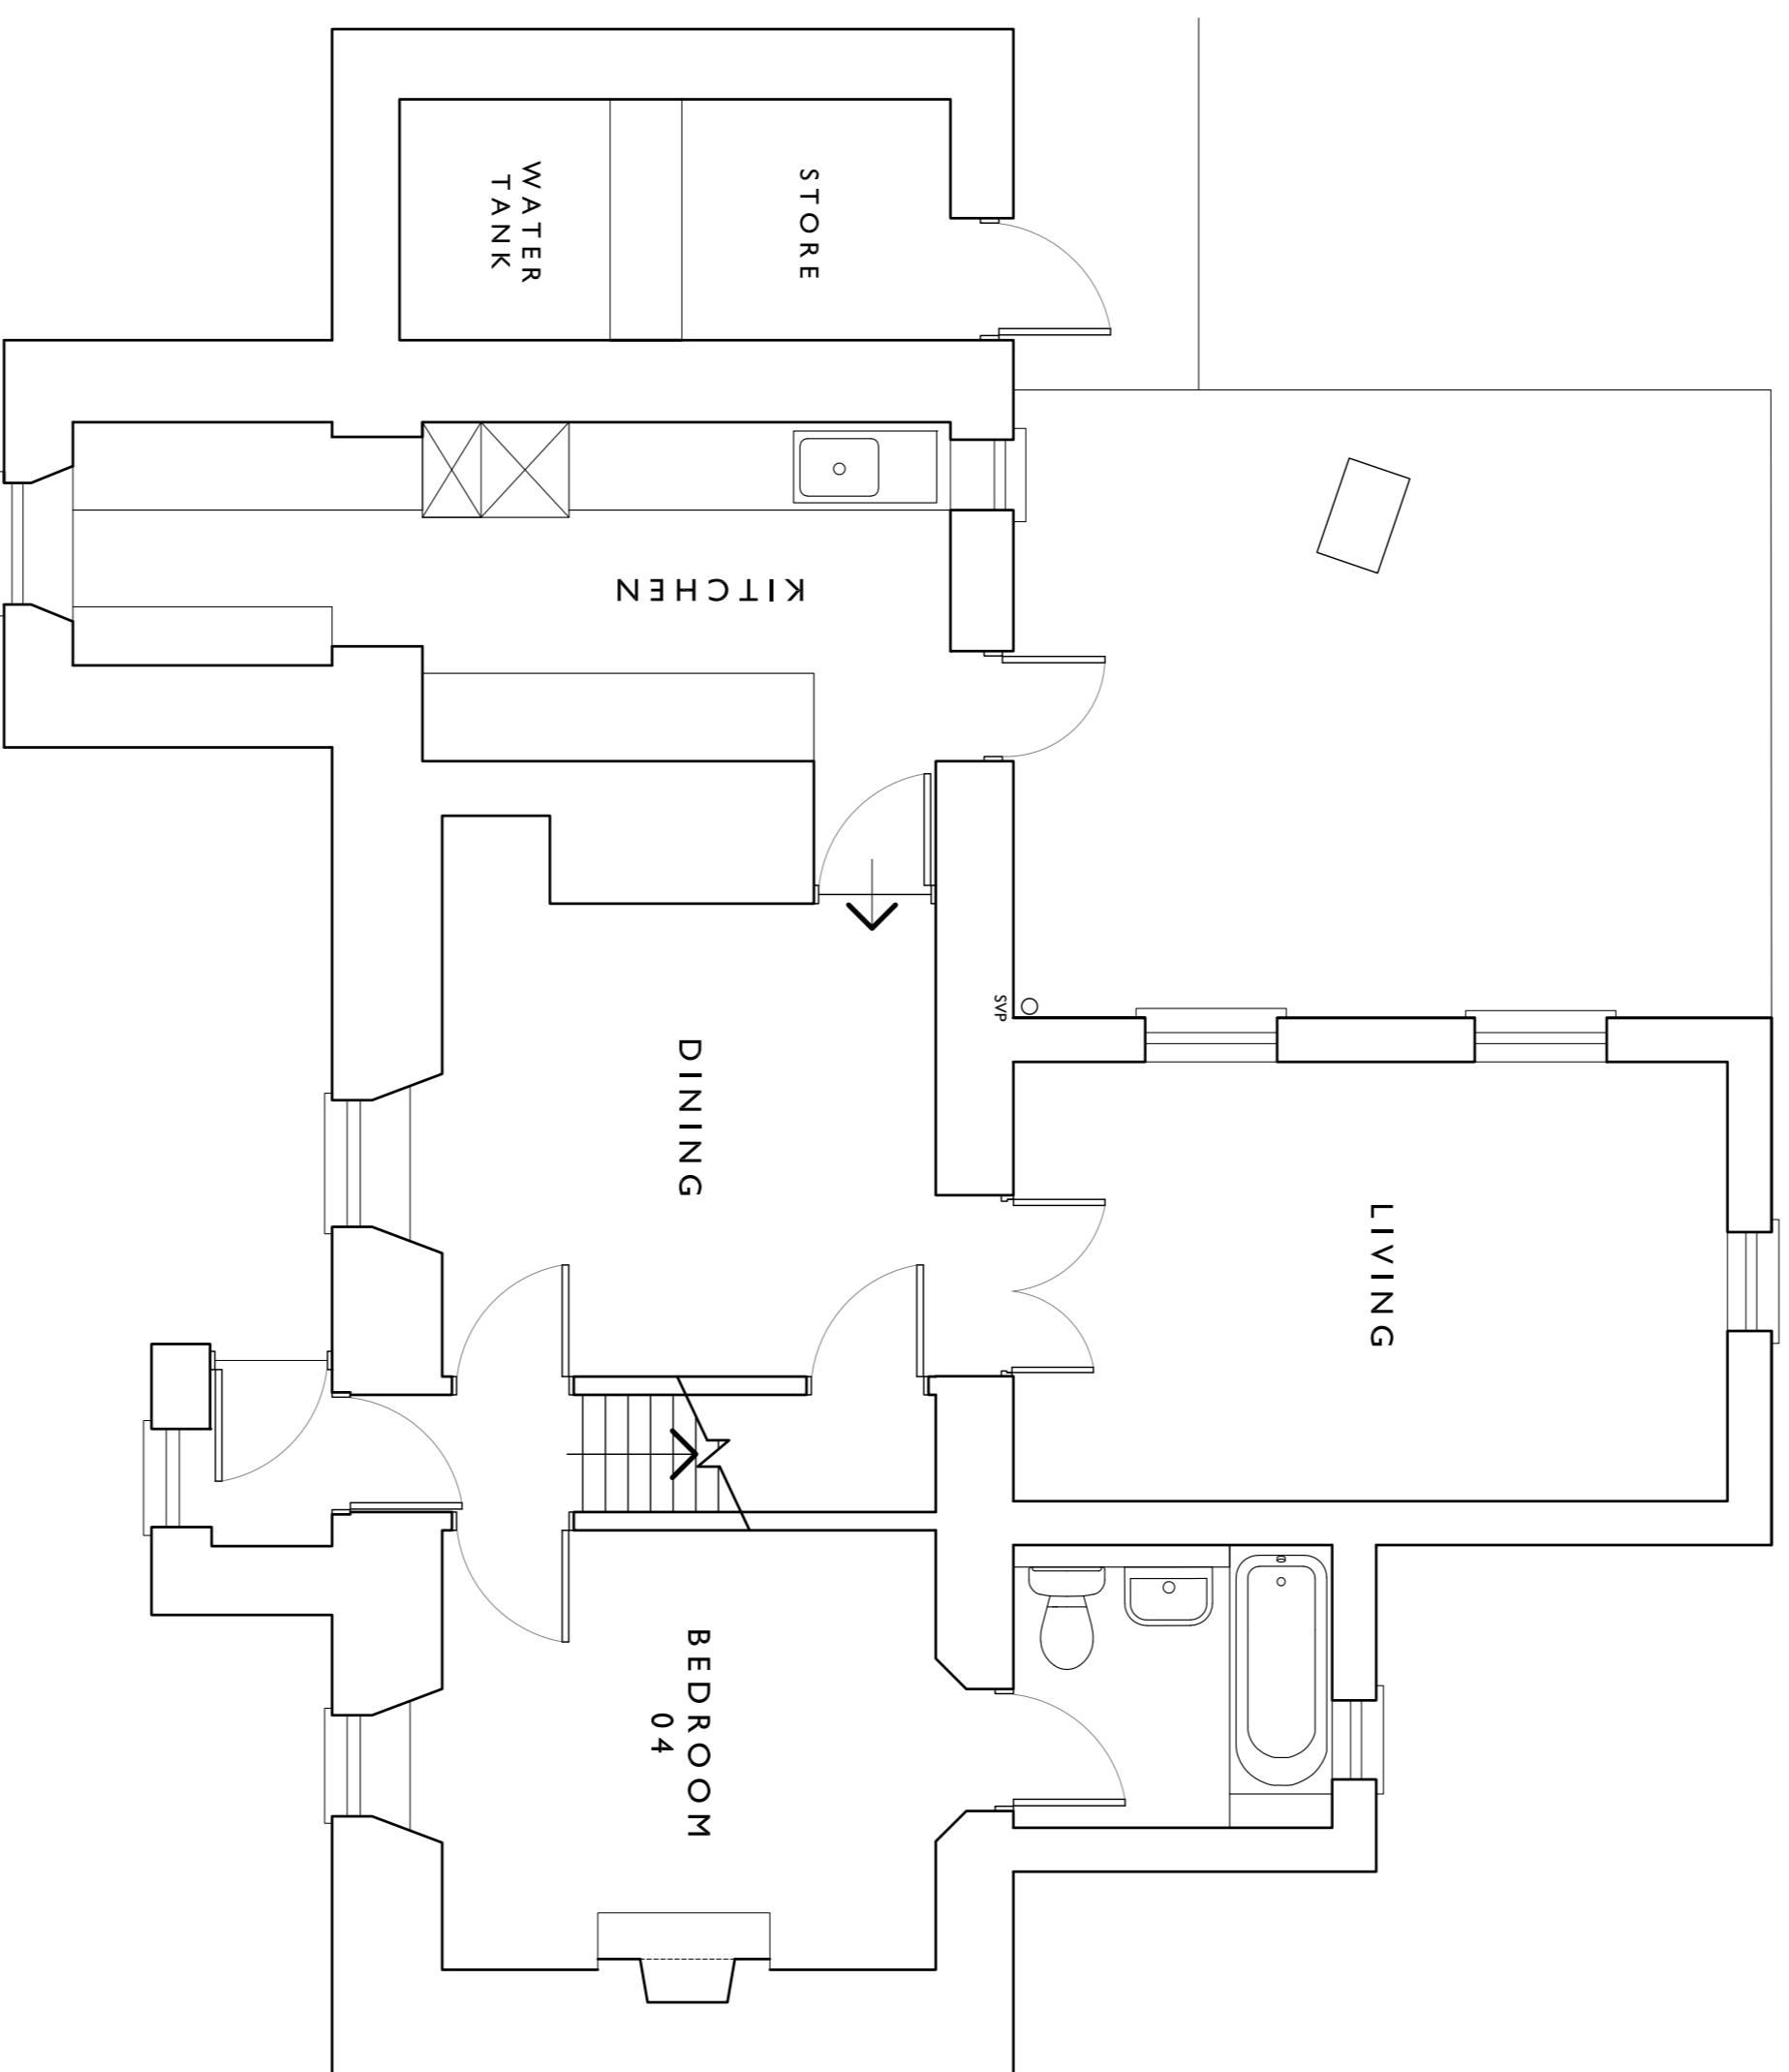 WATER
TANK
STORE
KITCHEN
SVP
DINING
LIVING
BEDROOM
04